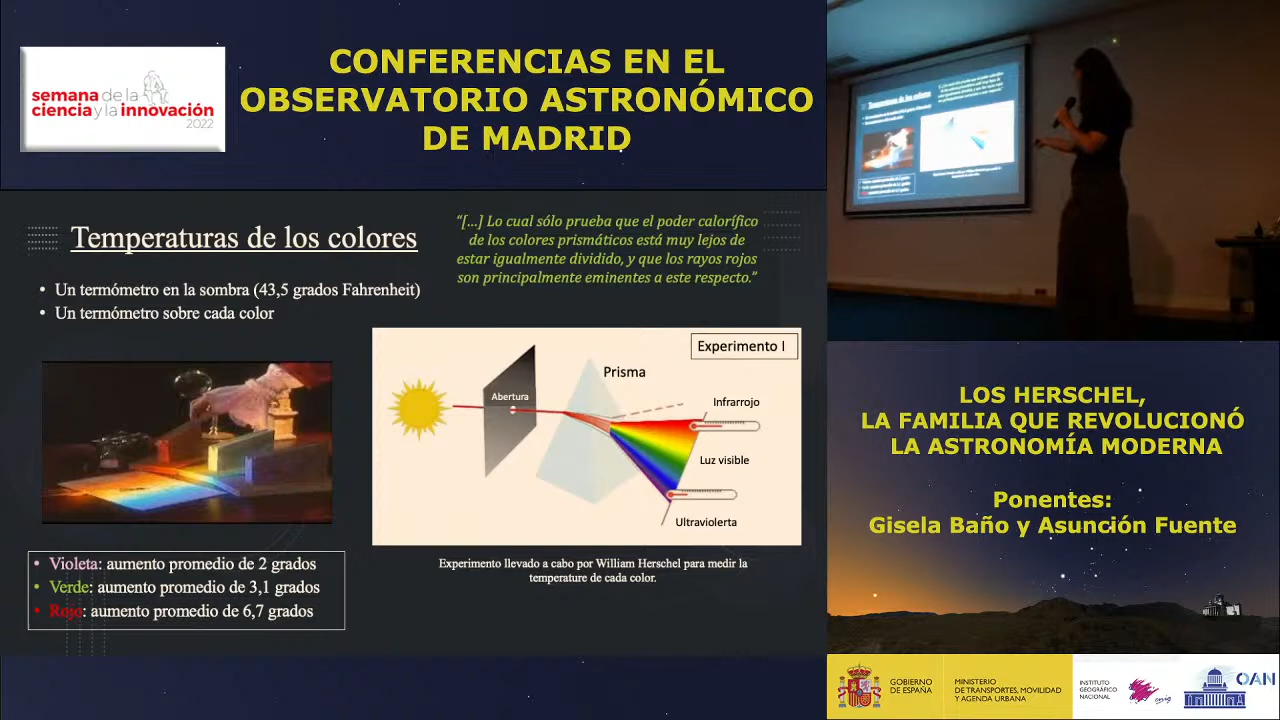 semana de la
ciencia y la innovación
2022
CONFERENCIAS EN EL
OBSERVATORIO ASTRONÓMICO
DE MADRID
Temperaturas de los colores
• Un termómetro en la sombra (43,5 grados Fahrenheit)
• Un termómetro sobre cada color
“[...] Lo cual sólo prueba que el poder calorífico
de los colores prismáticos está muy lejos de
estar igualmente dividido, y que los rayos rojos
son principalmente eminentes a este respecto.”
Experimento I
Prisma
Abertura
Infrarrojo
Luz visible
Ultraviolerta
• Violeta: aumento promedio de 2 grados
• Verde: aumento promedio de 3,1 grados
• Rojo: aumento promedio de 6,7 grados
Experimento llevado a cabo por William Herschel para medir la
temperature de cada color.
Temperaturas de los colores
LOS HERSCHEL,
LA FAMILIA QUE REVOLUCIONÓ
LA ASTRONOMÍA MODERNA
Ponentes:
Gisela Baño y Asunción Fuente
GOBIERNO
DE ESPAÑA
MINISTERIO
DE TRANSPORTES, MOVILIDAD
Y AGENDA URBANA
INSTITUTO
GEOGRÁFICO
NACIONAL
cnig
OAN